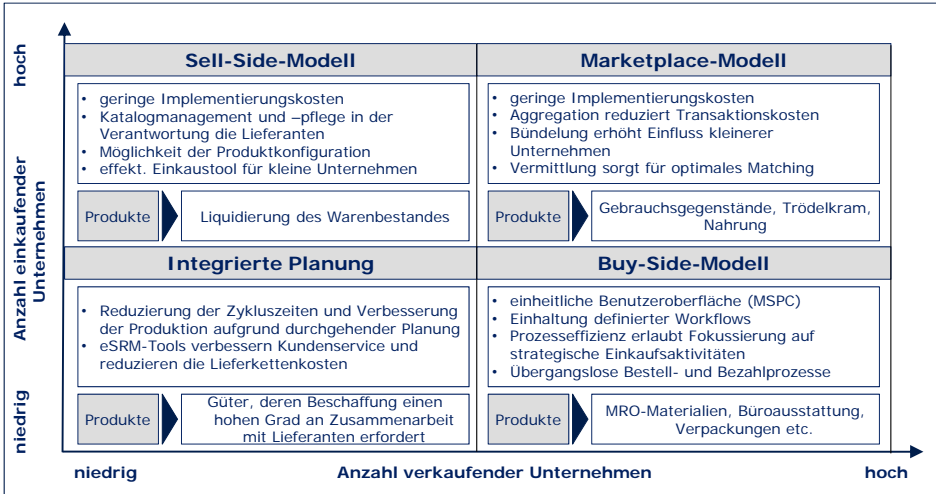 hoch
Anzahl einkaufender
Unternehmen
niedrig
Sell-Side-Modell
• geringe Implementierungskosten
• Katalogmanagement und –pflege in der
Verantwortung die Lieferanten
• Möglichkeit der Produktkonfiguration
• effekt. Einkaustool für kleine Unternehmen
Produkte
Liquidierung des Warenbestandes
Marketplace-Modell
• geringe Implementierungskosten
• Aggregation reduziert Transaktionskosten
• Bündelung erhöht Einfluss kleinerer
Unternehmen
• Vermittlung sorgt für optimales Matching
Produkte
Gebrauchsgegenstände, Trödelkram,
Nahrung
Integrierte Planung
• Reduzierung der Zykluszeiten und Verbesserung
der Produktion aufgrund durchgehender Planung
• eSRM-Tools verbessern Kundenservice und
reduzieren die Lieferkettenkosten
Produkte
Güter, deren Beschaffung einen
hohen Grad an Zusammenarbeit
mit Lieferanten erfordert
Buy-Side-Modell
• einheitliche Benutzeroberfläche (MSPC)
• Einhaltung definierter Workflows
• Prozesseffizienz erlaubt Fokussierung auf
strategische Einkaufsaktivitäten
• Übergangslose Bestell- und Bezahlprozesse
Produkte
MRO-Materialien, Büroausstattung,
Verpackungen etc.
niedrig
Anzahl verkaufender Unternehmen
hoch